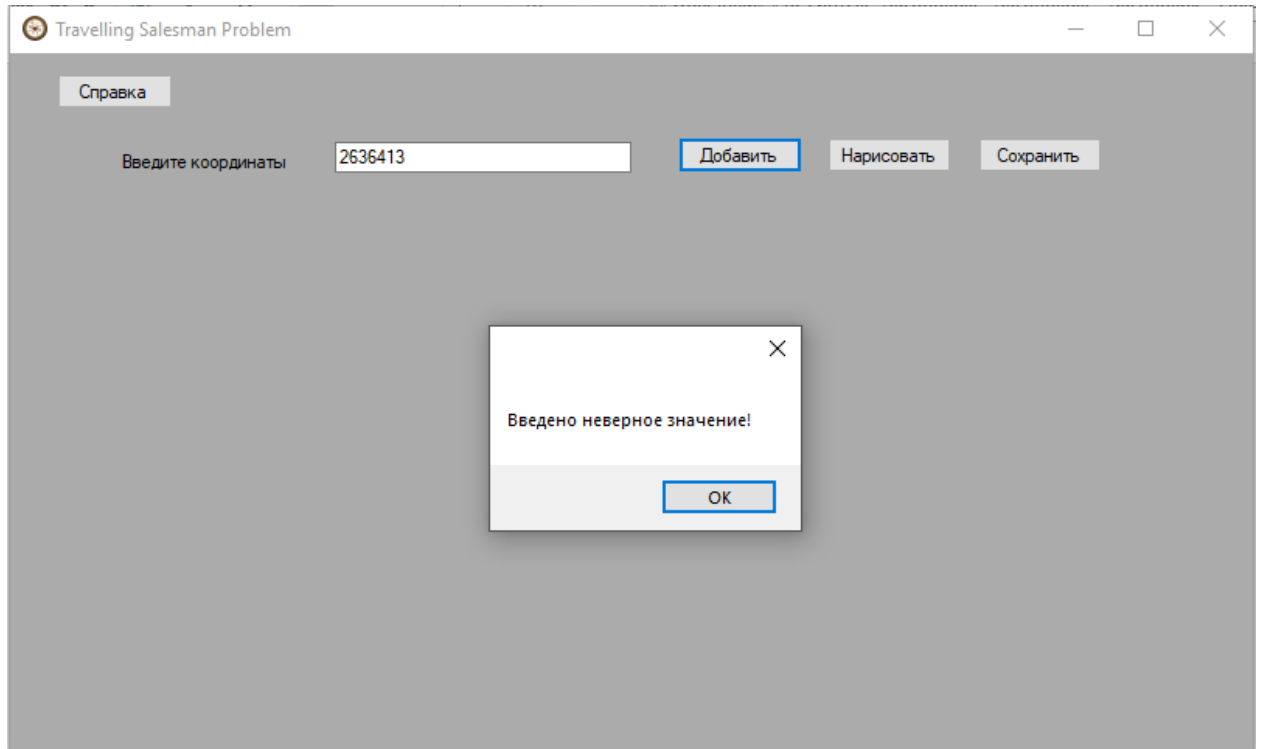 Travelling Salesman Problem
Справка
Введите координаты 2636413 Добавить Нарисовать Сохранить
Введено неверное значение!
OK